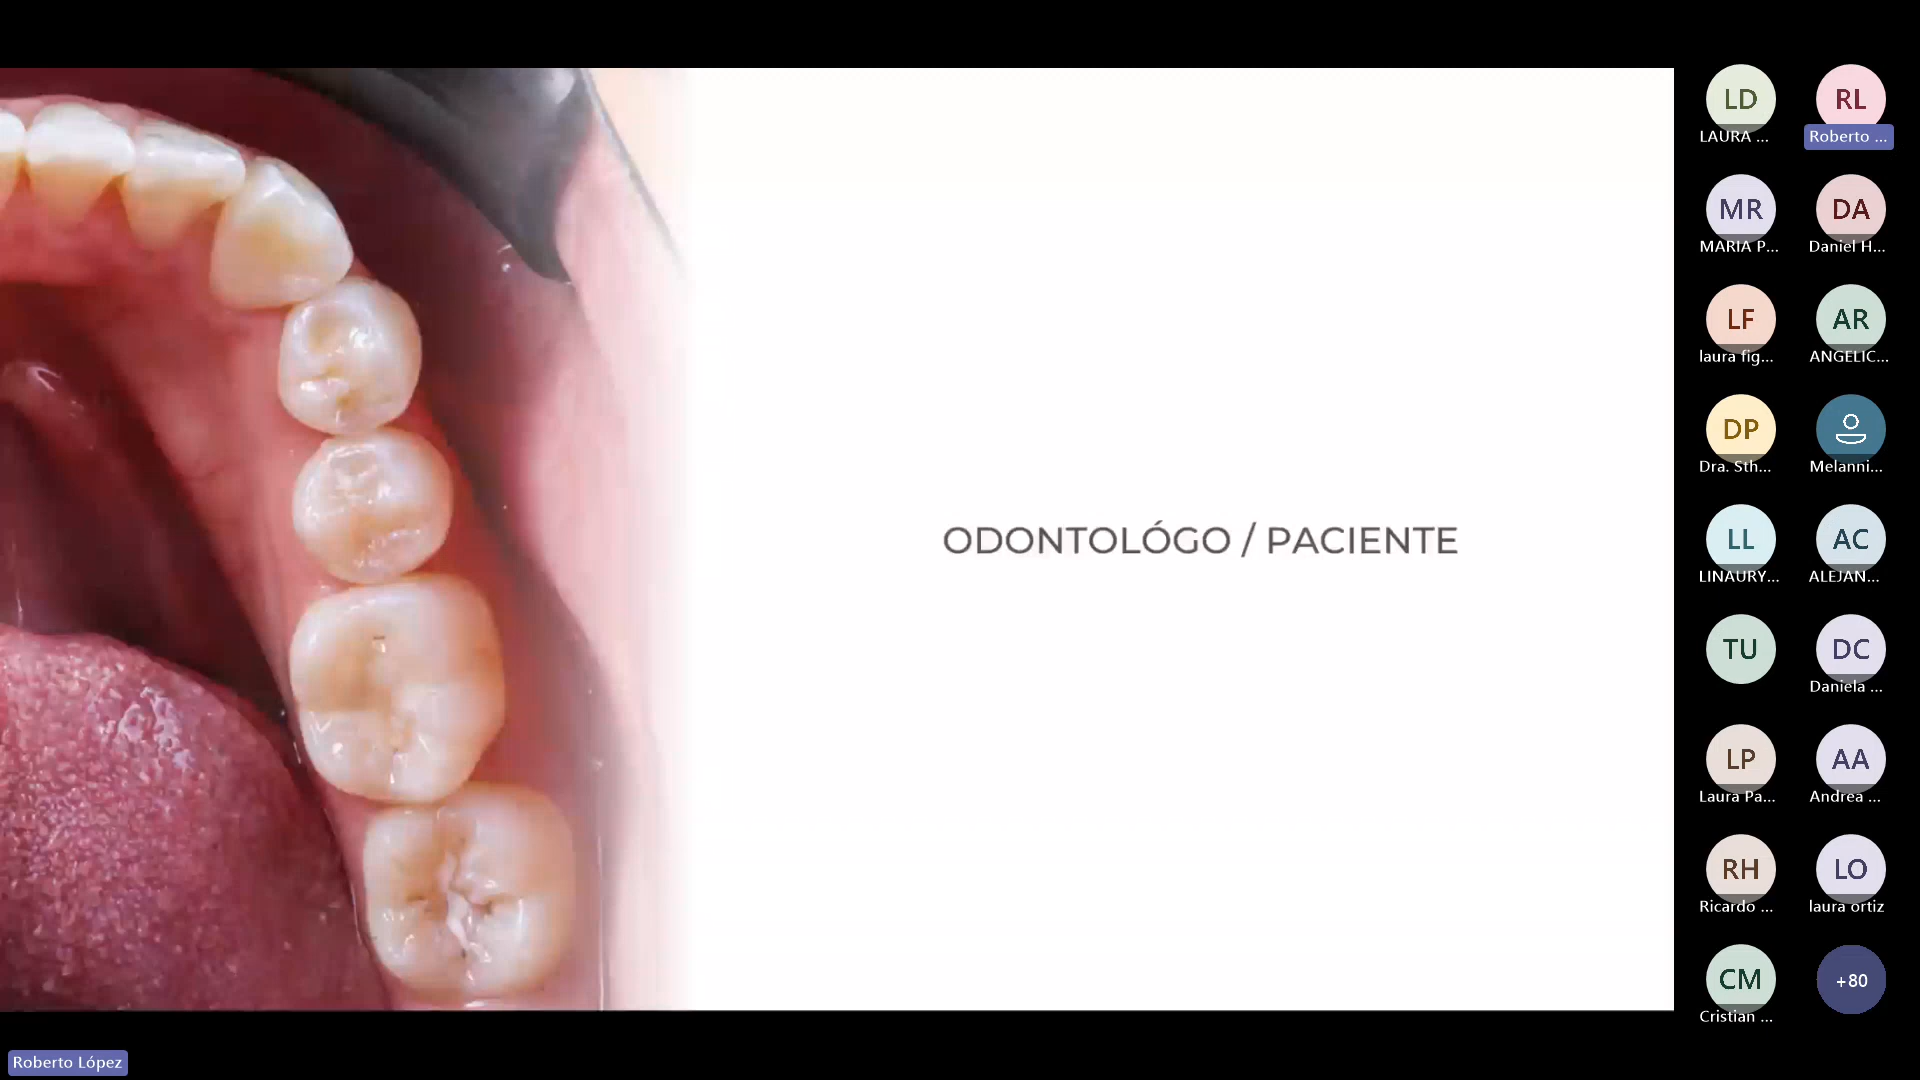 LD
RL
LAURA ...
Roberto ...
MR
DA
MARIA P...
Daniel H...
LF
AR
laura fig...
ANGELIC...
DP
Dra. Sth...
Melanni...
ODONTOLÓGO / PACIENTE
LL
AC
LINAURY...
ALEJAN...
TU
DC
Daniela ...
LP
AA
Laura Pa...
Andrea ...
RH
LO
Ricardo ...
laura ortiz
CM
+80
Cristian ...
Roberto López